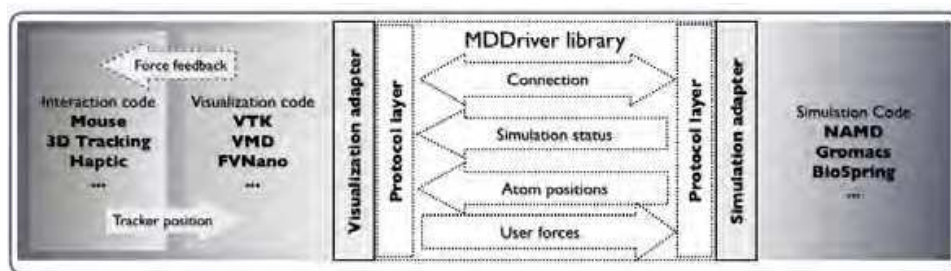 MDDriver library
Force feedback
Interaction code
Mouse
3D Tracking
Haptic
...
Visualization code
VTK
VMD
FVNano
...
Tracker position
Visualization adapter
Protocol layer
Connection
Simulation status
Atom positions
User forces
Protocol layer
Simulation adapter
Simulation Code
NAMD
Gromacs
BioSpring
...